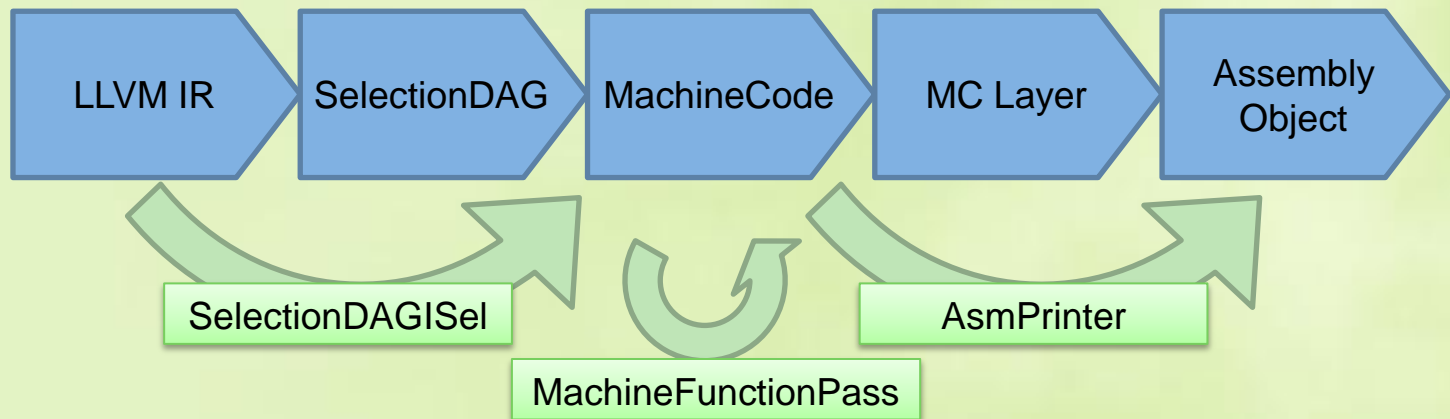 LLVM IR
SelectionDAG
MachineCode
MC Layer
Assembly
Object
SelectionDAGISel
AsmPrinter
MachineFunctionPass